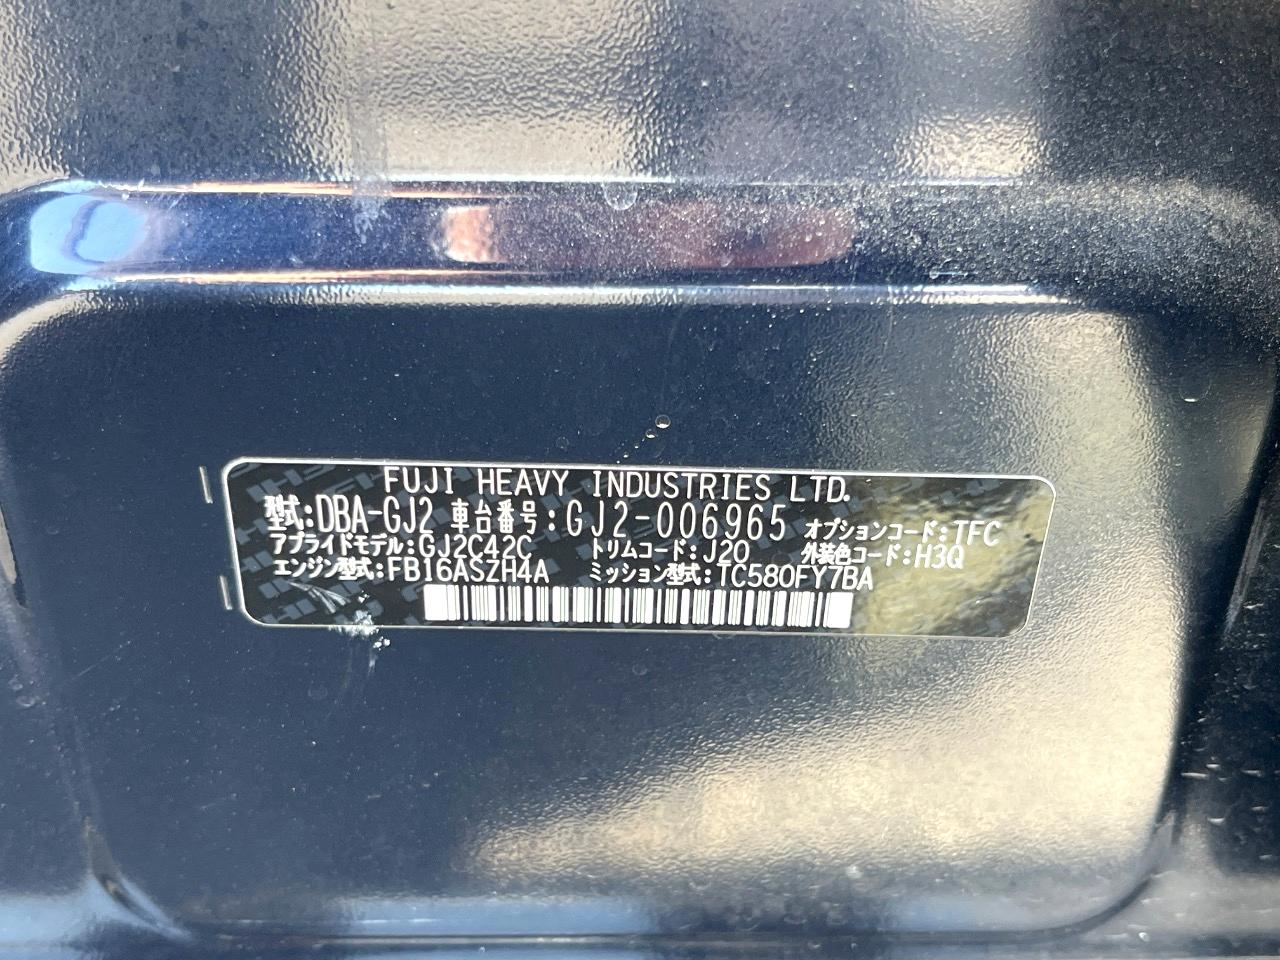 FUJI HEAVY INDUSTRIES LTD.
型式:DBA-GJ2 車台番号:GJ2-006965 オプションコード:TFC
アプライドモデル:GJ2C42C トリムコード:J20 外装色コード:H3Q
エンジン型式:FB16ASZH4A ミッション型式:TC580FY7BA